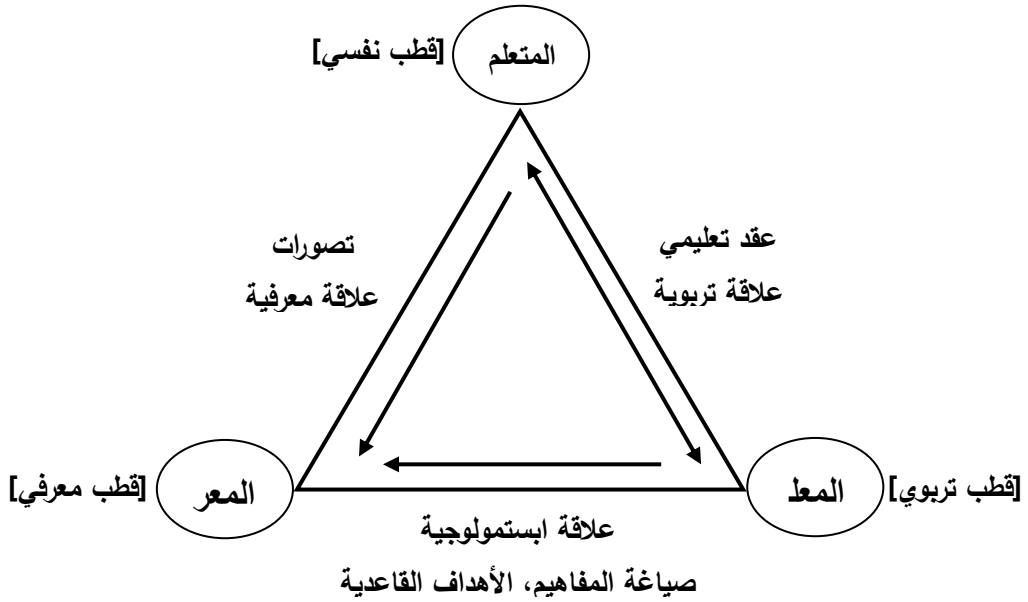 المتعلم [قطب نفسي]
عقد تعليمي
علاقة تربوية
تصورات
علاقة معرفية
[قطب تربوي] المعل
المعر [قطب معرفي]
علاقة ابستمولوجية
صياغة المفاهيم، الأهداف القاعدية